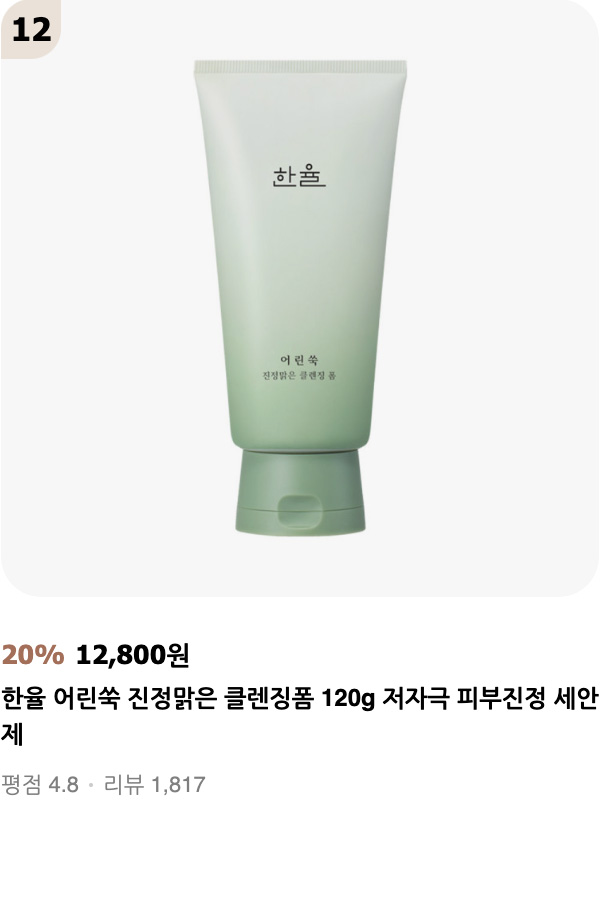 12
한율
어린쑥
진정맑은 클렌징 폼
20% 12,800원
한율 어린쑥 진정맑은 클렌징폼 120g 저자극 피부진정 세안
제
평점 4.8 · 리뷰 1,817